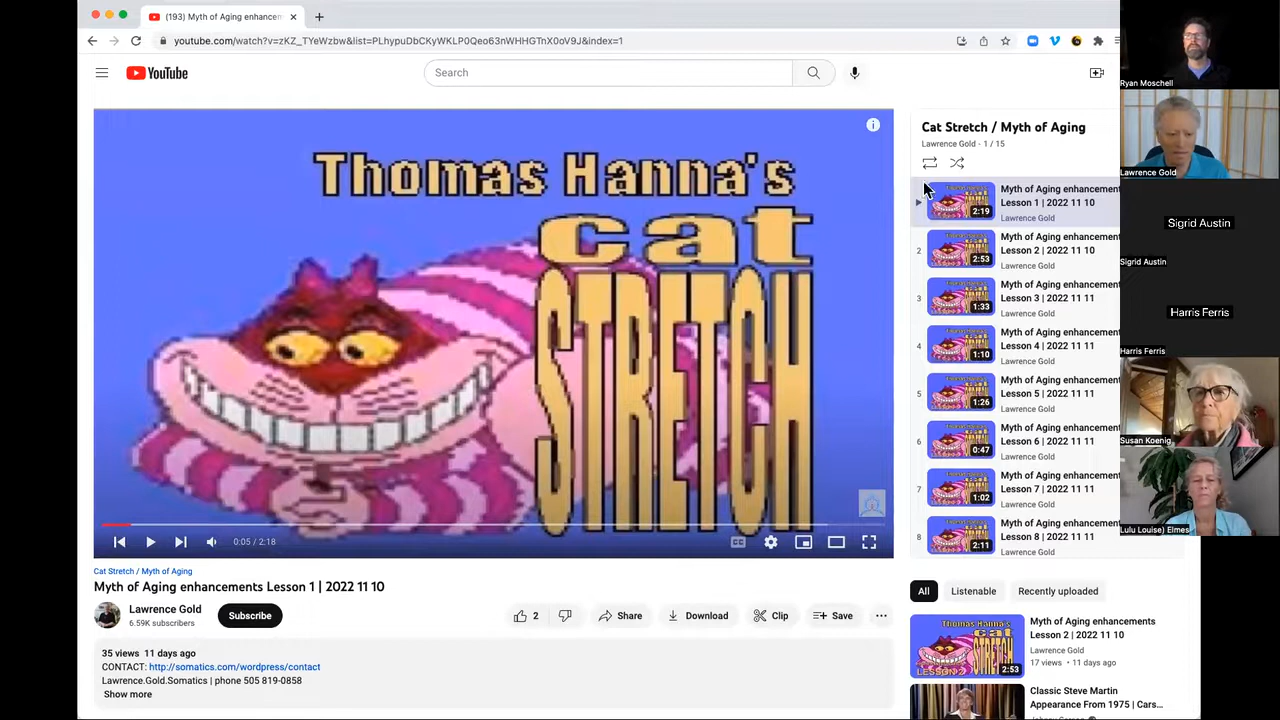 (193) Myth of Aging enhancem
youtube.com/watch?v=zKZ_TYeWzbw&list=PLhypuDbCKyWKLP0Qeo63nWHHGTnX0oV9J&index=1
YouTube
Search
Thomas Hanna's
cat
STRETCH
0:05 / 2:18
CC
Cat Stretch / Myth of Aging
Myth of Aging enhancements Lesson 1 | 2022 11 10
Lawrence Gold
6.59K subscribers
Subscribe
2
Share
Download
Clip
Save
35 views 11 days ago
CONTACT: http://somatics.com/wordpress/contact
Lawrence.Gold.Somatics | phone 505 819-0858
Show more
Cat Stretch / Myth of Aging
Lawrence Gold - 1 / 15
2:19
Myth of Aging enhancement
Lesson 1 | 2022 11 10
Lawrence Gold
2
2:53
Myth of Aging enhancement
Lesson 2 | 2022 11 10
Lawrence Gold
3
1:33
Myth of Aging enhancement
Lesson 3 | 2022 11 11
Lawrence Gold
4
1:10
Myth of Aging enhancement
Lesson 4 | 2022 11 11
Lawrence Gold
5
1:26
Myth of Aging enhancement
Lesson 5 | 2022 11 11
Lawrence Gold
6
0:47
Myth of Aging enhancement
Lesson 6 | 2022 11 11
Lawrence Gold
7
1:02
Myth of Aging enhancement
Lesson 7 | 2022 11 11
Lawrence Gold
8
2:11
Myth of Aging enhancement
Lesson 8 | 2022 11 11
Lawrence Gold
All
Listenable
Recently uploaded
Thomas Hanna's
cat
STRETCH
LESSON 2
2:53
Myth of Aging enhancements
Lesson 2 | 2022 11 10
Lawrence Gold
17 views • 11 days ago
Classic Steve Martin
Appearance From 1975 | Cars...
Ryan Moschell
Lawrence Gold
Sigrid Austin
Sigrid Austin
Harris Ferris
Harris Ferris
Susan Koenig
Lulu Louise) Elmes